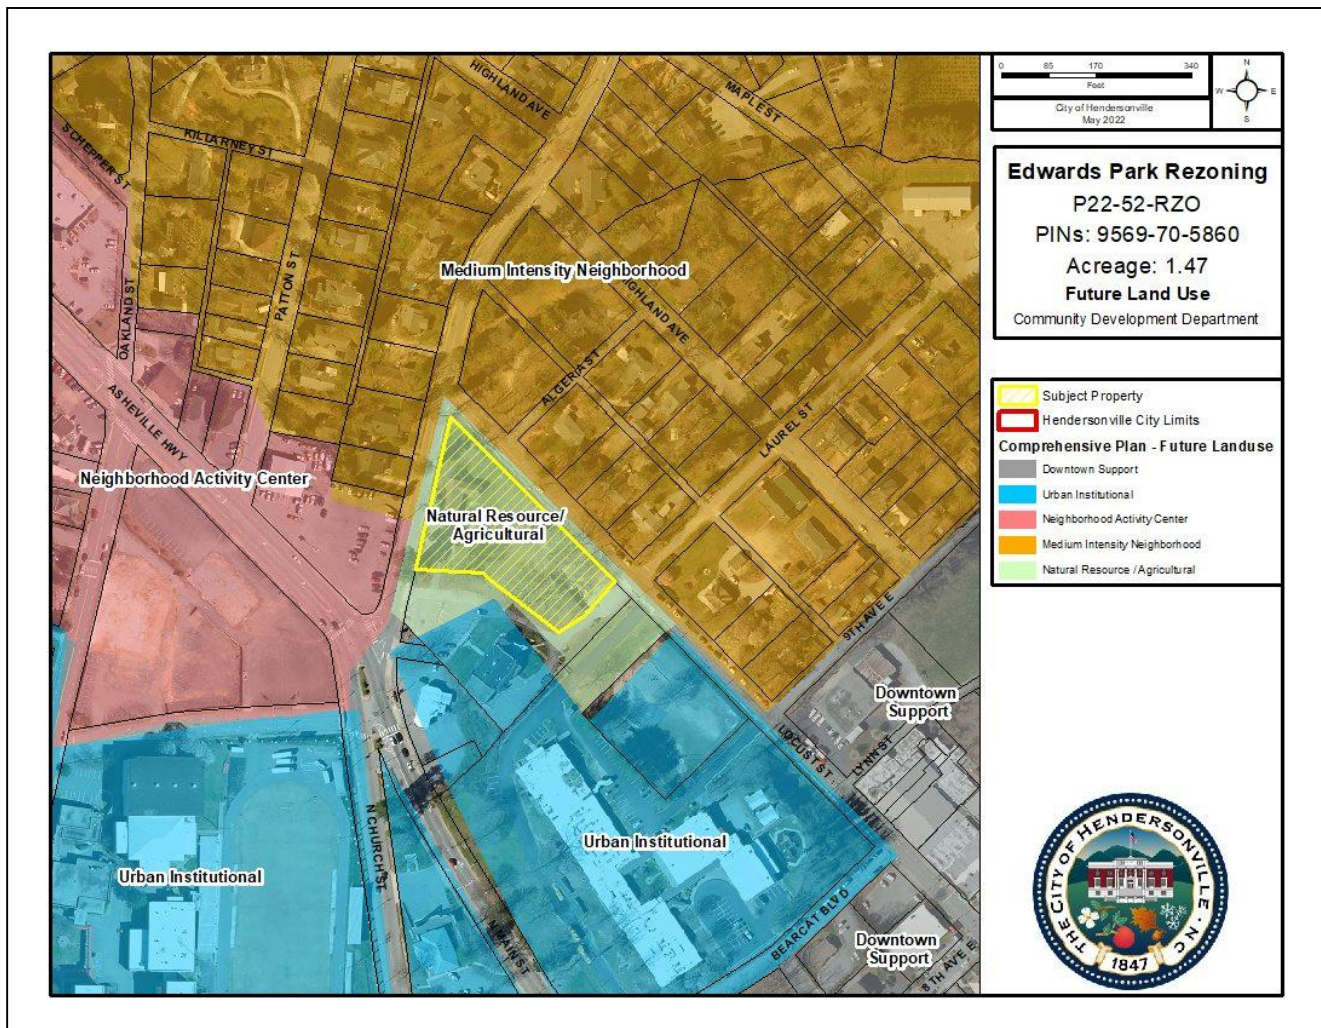 0 85 170 340
Feet
City of Hendersonville
May 2022
N
W E
S
Edwards Park Rezoning
P22-52-RZO
PINs: 9569-70-5860
Acreage: 1.47
Future Land Use
Community Development Department
Subject Property
Hendersonville City Limits
Comprehensive Plan - Future Landuse
Downtown Support
Urban Institutional
Neighborhood Activity Center
Medium Intensity Neighborhood
Natural Resource / Agricultural
HIGHLAND AVE
MAPLE ST
SCHEPPER ST
KILLARNEY ST
PATTON ST
OAKLAND ST
Medium Intensity Neighborhood
HIGHLAND AVE
ALGERIA ST
ASHEVILLE HWY
LAUREL ST
Neighborhood Activity Center
Natural Resource/
Agricultural
9TH AVE E
Downtown
Support
LOCUST ST
LYNN ST
N CHURCH ST
Urban Institutional
Urban Institutional
N MAIN ST
BEARCAT BLVD
Downtown
Support
8TH AVE E
THE CITY OF HENDERSONVILLE, NC
1847